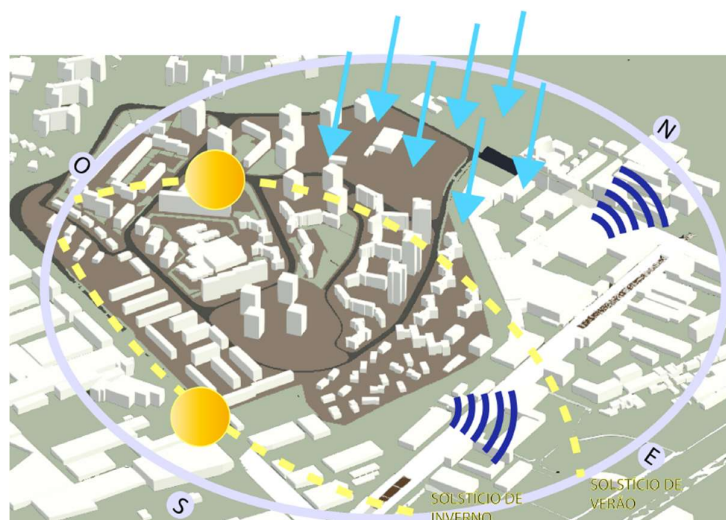 N
O
E
SOLSTICIO DE
VERÃO
SOLSTICIO DE
INVERNO
S